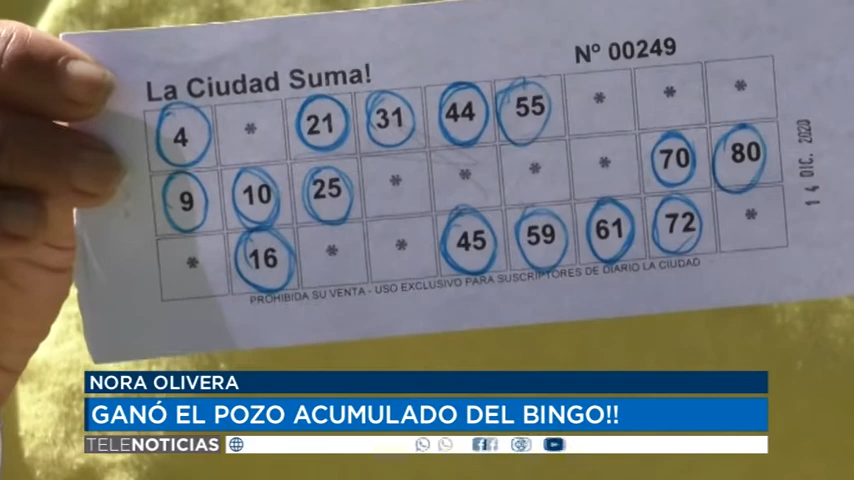 La Ciudad Suma!
Nº 00249
4 * 21 31 44 55 * * *
9 10 25 * * * * 70 80
* 16 * * 45 59 61 72 *
14 DIC. 2020
PROHIBIDA SU VENTA - USO EXCLUSIVO PARA SUSCRIPTORES DE DIARIO LA CIUDAD
NORA OLIVERA
GANÓ EL POZO ACUMULADO DEL BINGO!!
TELENOTICIAS